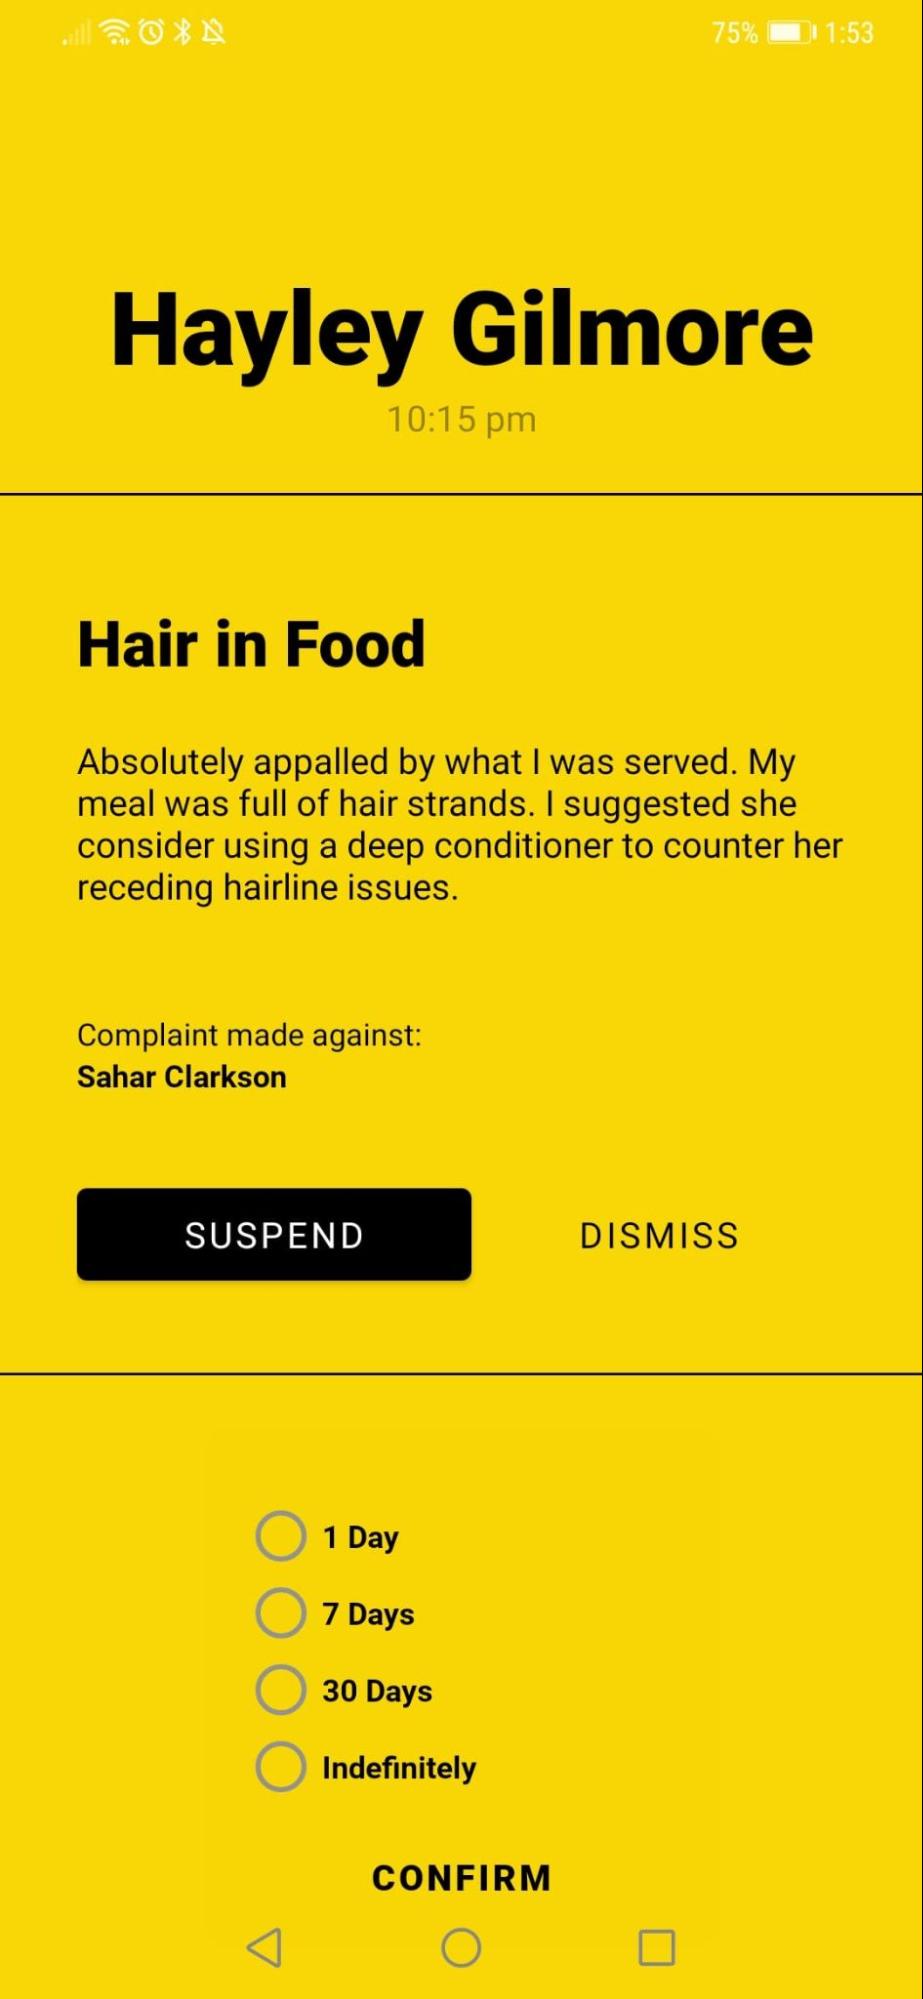 75% 1:53
Hayley Gilmore
10:15 pm
Hair in Food
Absolutely appalled by what I was served. My
meal was full of hair strands. I suggested she
consider using a deep conditioner to counter her
receding hairline issues.
Complaint made against:
Sahar Clarkson
SUSPEND DISMISS
1 Day
7 Days
30 Days
Indefinitely
CONFIRM